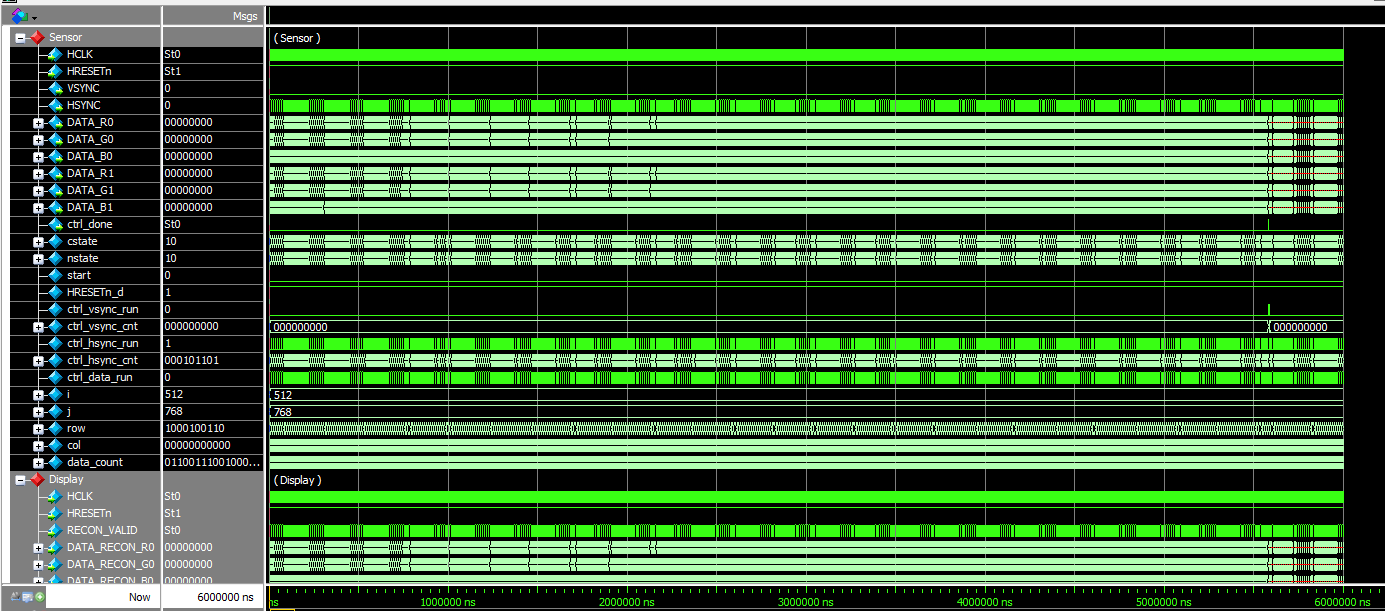 Msgs
Sensor (Sensor)
HCLK St0
HRESETn St1
VSYNC 0
HSYNC 0
DATA_R0 00000000
DATA_G0 00000000
DATA_B0 00000000
DATA_R1 00000000
DATA_G1 00000000
DATA_B1 00000000
ctrl_done St0
cstate 10
nstate 10
start 0
HRESETn_d 1
ctrl_vsync_run 0
ctrl_vsync_cnt 000000000 000000000 000000000
ctrl_hsync_run 1
ctrl_hsync_cnt 000101101
ctrl_data_run 0
i 512 512
j 768 768
row 1000100110
col 00000000000
data_count 01100111001000...
Display (Display)
HCLK St0
HRESETn St1
RECON_VALID St0
DATA_RECON_R0 00000000
DATA_RECON_G0 00000000
DATA_RECON_B0 00000000
Now 6000000 ns ns 1000000 ns 2000000 ns 3000000 ns 4000000 ns 5000000 ns 6000000 ns